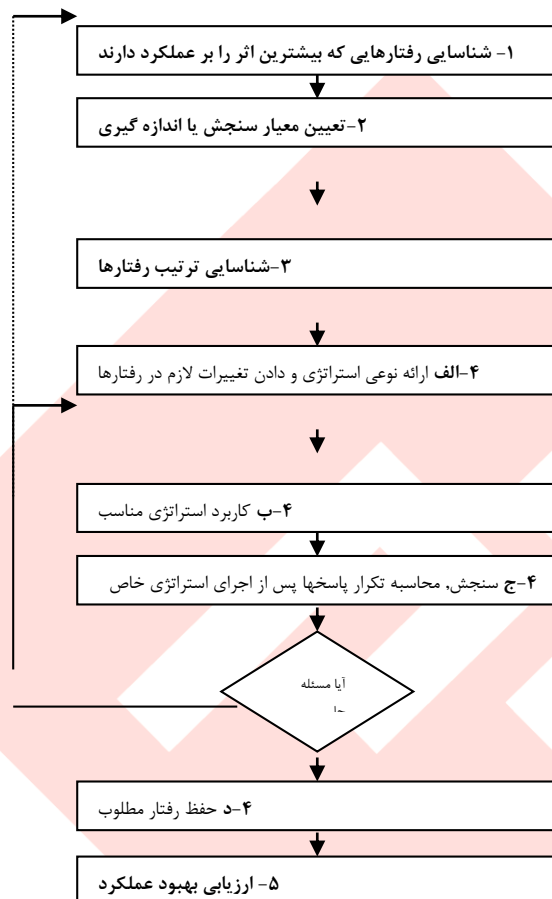 ۱- شناسایی رفتارهایی که بیشترین اثر را بر عملکرد دارند
۲-تعیین معیار سنجش یا اندازه گیری
۳-شناسایی ترتیب رفتارها
۴-الف ارائه نوعی استراتژی و دادن تغییرات لازم در رفتارها
۴-ب کاربرد استراتژی مناسب
۴-ج سنجش, محاسبه تکرار پاسخها پس از اجرای استراتژی خاص
آیا مسئله
۴-د حفظ رفتار مطلوب
۵- ارزیابی بهبود عملکرد